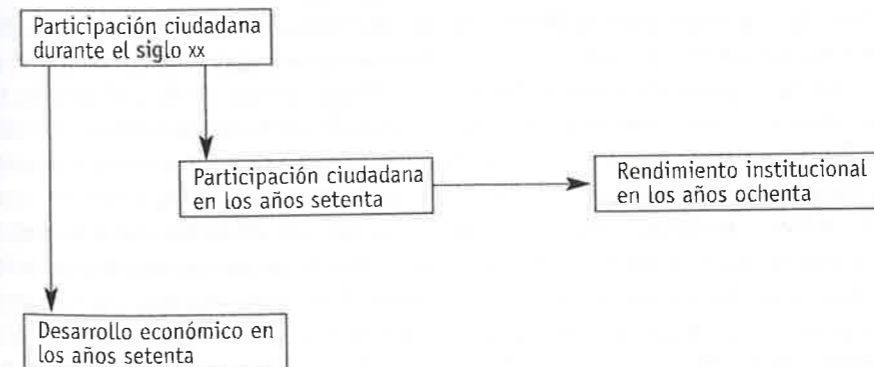 Participación ciudadana
durante el siglo xx
Participación ciudadana
en los años setenta
Rendimiento institucional
en los años ochenta
Desarrollo económico en
los años setenta